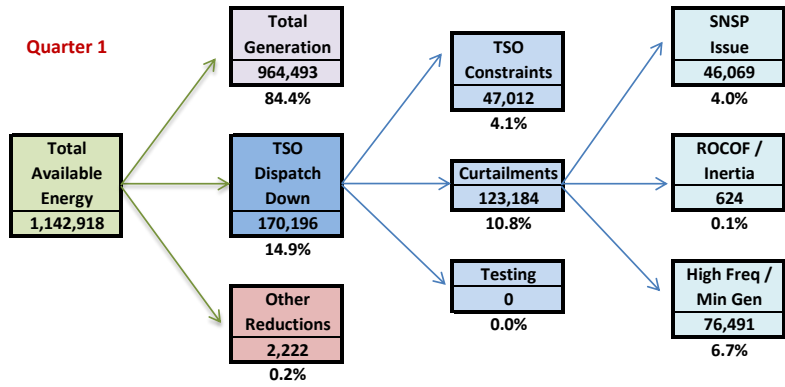 Quarter 1
Total
Generation
964,493
84.4%
Total
Available
Energy
1,142,918
TSO
Dispatch
Down
170,196
14.9%
Other
Reductions
2,222
0.2%
TSO
Constraints
47,012
4.1%
Curtailments
123,184
10.8%
Testing
0
0.0%
SNSP
Issue
46,069
4.0%
ROCOF /
Inertia
624
0.1%
High Freq /
Min Gen
76,491
6.7%